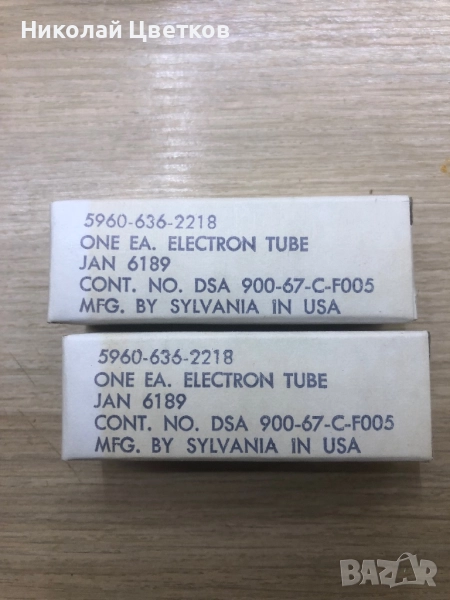 Николай Цветков
5960-636-2218
ONE EA. ELECTRON TUBE
JAN 6189
CONT. NO. DSA 900-67-C-F005
MFG. BY SYLVANIA IN USA
5960-636-2218
ONE EA. ELECTRON TUBE
JAN 6189
CONT. NO. DSA 900-67-C-F005
MFG. BY SYLVANIA IN USA
BAZAR